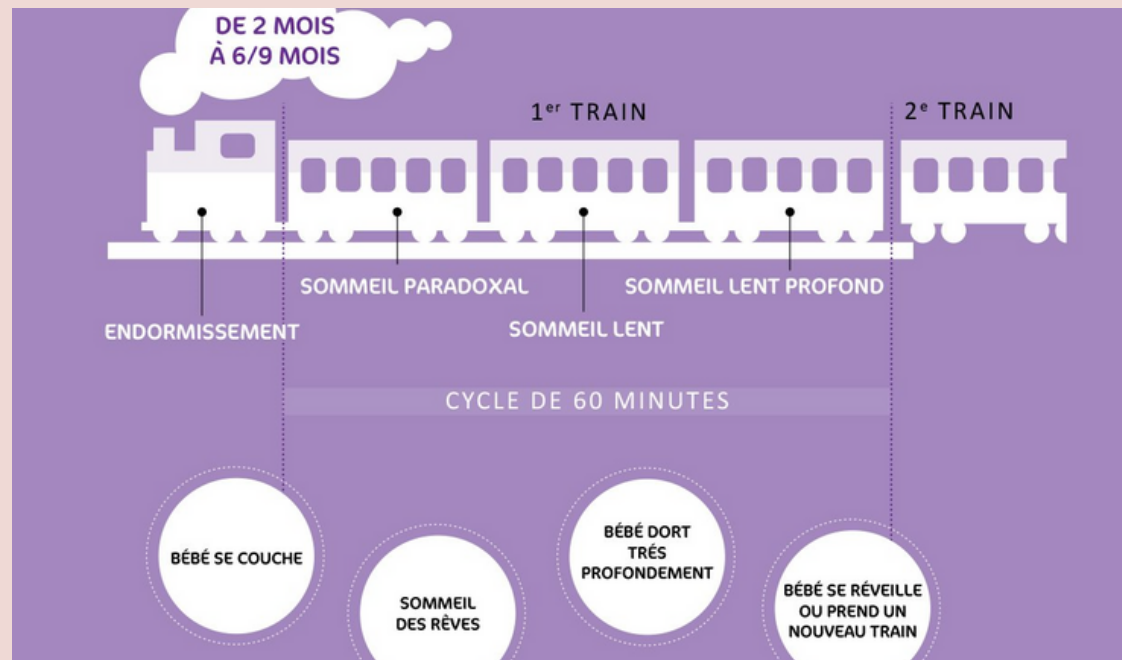 DE 2 MOIS
À 6/9 MOIS
1er TRAIN
2e TRAIN
SOMMEIL PARADOXAL
SOMMEIL LENT PROFOND
ENDORMISSEMENT
SOMMEIL LENT
CYCLE DE 60 MINUTES
BÉBÉ SE COUCHE
SOMMEIL
DES RÊVES
BÉBÉ DORT
TRÉS
PROFONDEMENT
BÉBÉ SE RÉVEILLE
OU PREND UN
NOUVEAU TRAIN